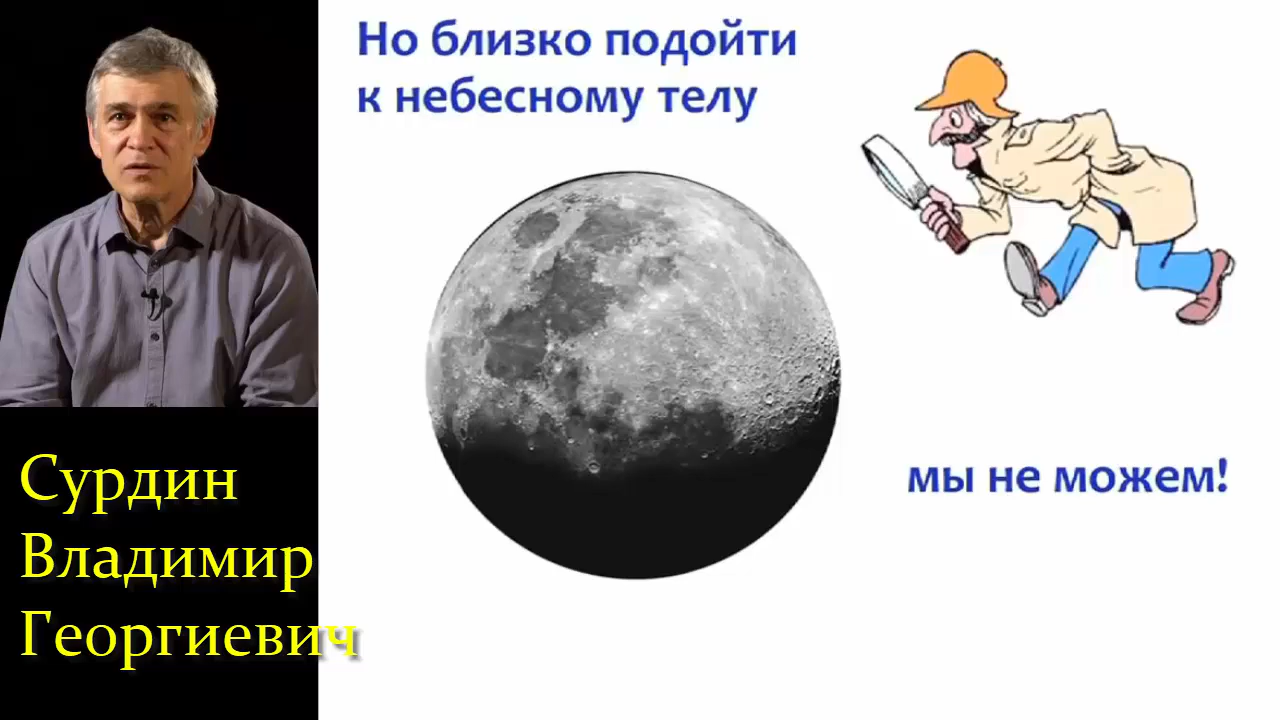 Но близко подойти
к небесному телу
мы не можем!
Сурдин
Владимир
Георгиевич